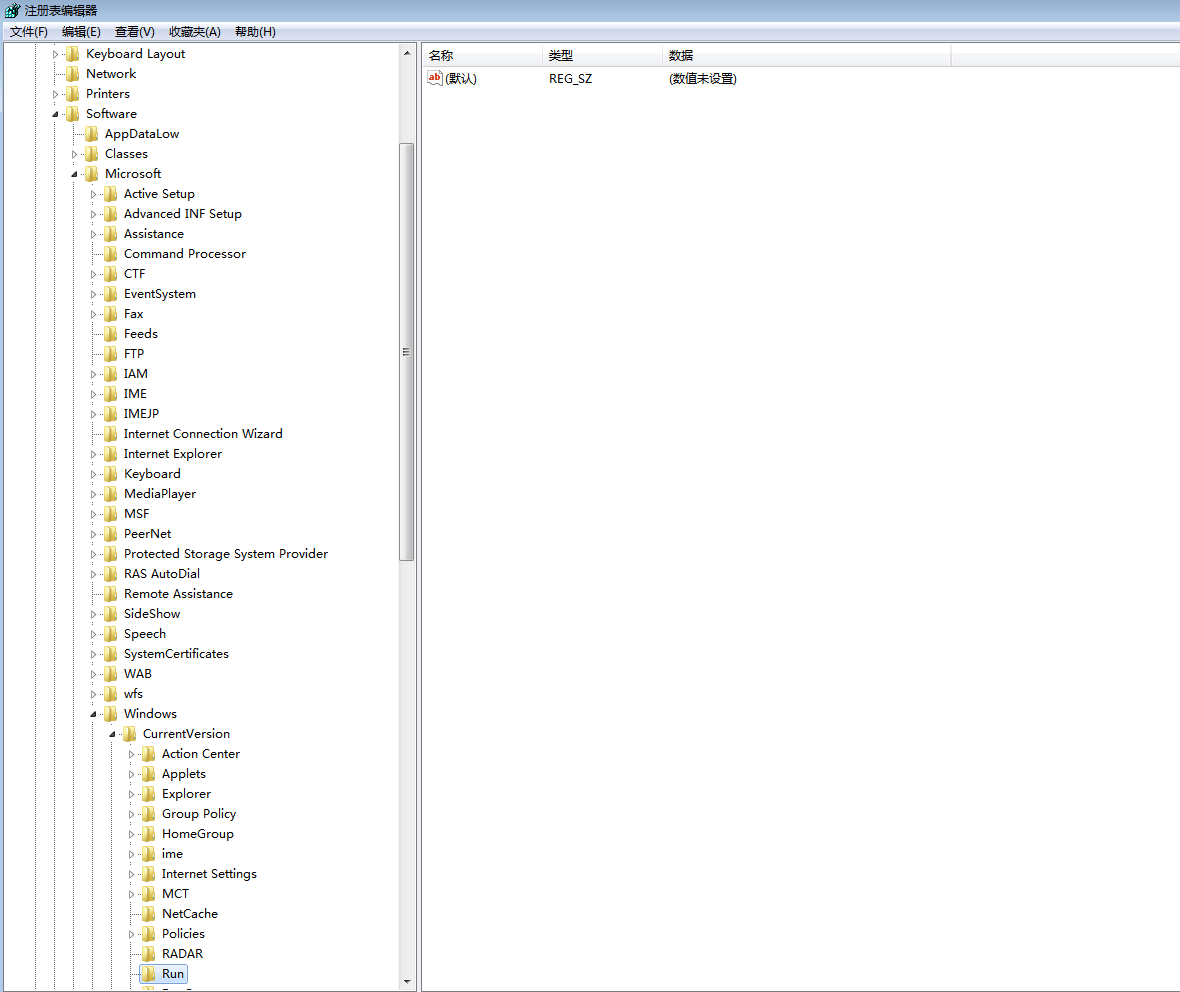 注册表编辑器
文件(F) 编辑(E) 查看(V) 收藏夹(A) 帮助(H)
Keyboard Layout
Network
Printers
Software
AppDataLow
Classes
Microsoft
Active Setup
Advanced INF Setup
Assistance
Command Processor
CTF
EventSystem
Fax
Feeds
FTP
IAM
IME
IMEJP
Internet Connection Wizard
Internet Explorer
Keyboard
MediaPlayer
MSF
PeerNet
Protected Storage System Provider
RAS AutoDial
Remote Assistance
SideShow
Speech
SystemCertificates
WAB
wfs
Windows
CurrentVersion
Action Center
Applets
Explorer
Group Policy
HomeGroup
ime
Internet Settings
MCT
NetCache
Policies
RADAR
Run
名称 类型 数据
ab (默认) REG_SZ (数值未设置)